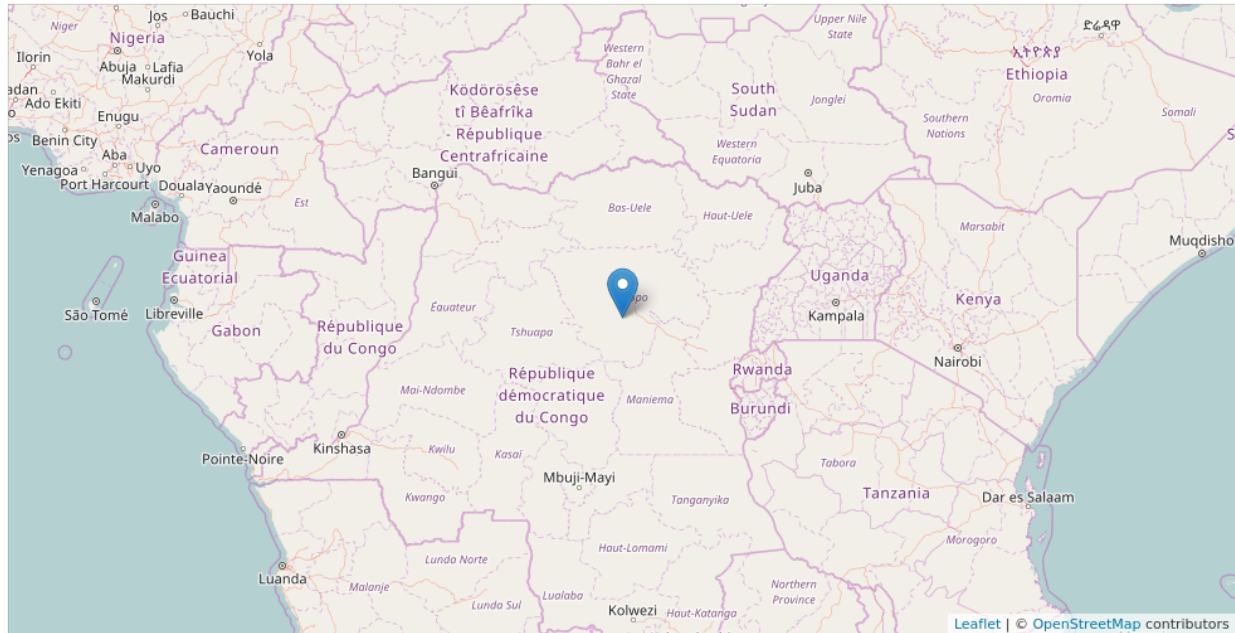 Jos
Bauchi
Niger
Nigeria
Upper Nile
State
ድሬዳዋ
Ilorin
Abuja
Lafia
Yola
Makurdi
Western
Bahr el
Ghazal
State
ኢትዮጵያ
Ethiopia
Oromia
adan
Ado Ekiti
Ködörösêse
tî Bêafrîka
- République
Centrafricaine
South
Sudan
Jonglei
Somali
Enugu
Southern
Nations
os
Benin City
Cameroun
Western
Equatoria
S
Aba
Uyo
Yenagoa
Port Harcourt
Douala
Yaoundé
Bangui
Juba
Malabo
Est
Bas-Uele
Haut-Uele
Marsabit
Muqdisho
Guinea
Ecuatorial
Uganda
Kampala
Kenya
São Tomé
Libreville
Gabon
République
du Congo
Éauateur
Tshuapa
opo
Nairobi
République
démocratique
du Congo
Rwanda
Burundi
Mai-Ndombe
Maniema
Kinshasa
Kwilu
Kasaï
Pointe-Noire
Tabora
Mbuji-Mayi
Kwango
Tanganyika
Tanzania
Dar es Salaam
Morogoro
Haut-Lomami
Lunda Norte
Luanda
Malanje
Lualaba
Northern
Province
Lunda Sul
Kolwezi
Haut-Katanga
Leaflet | © OpenStreetMap contributors